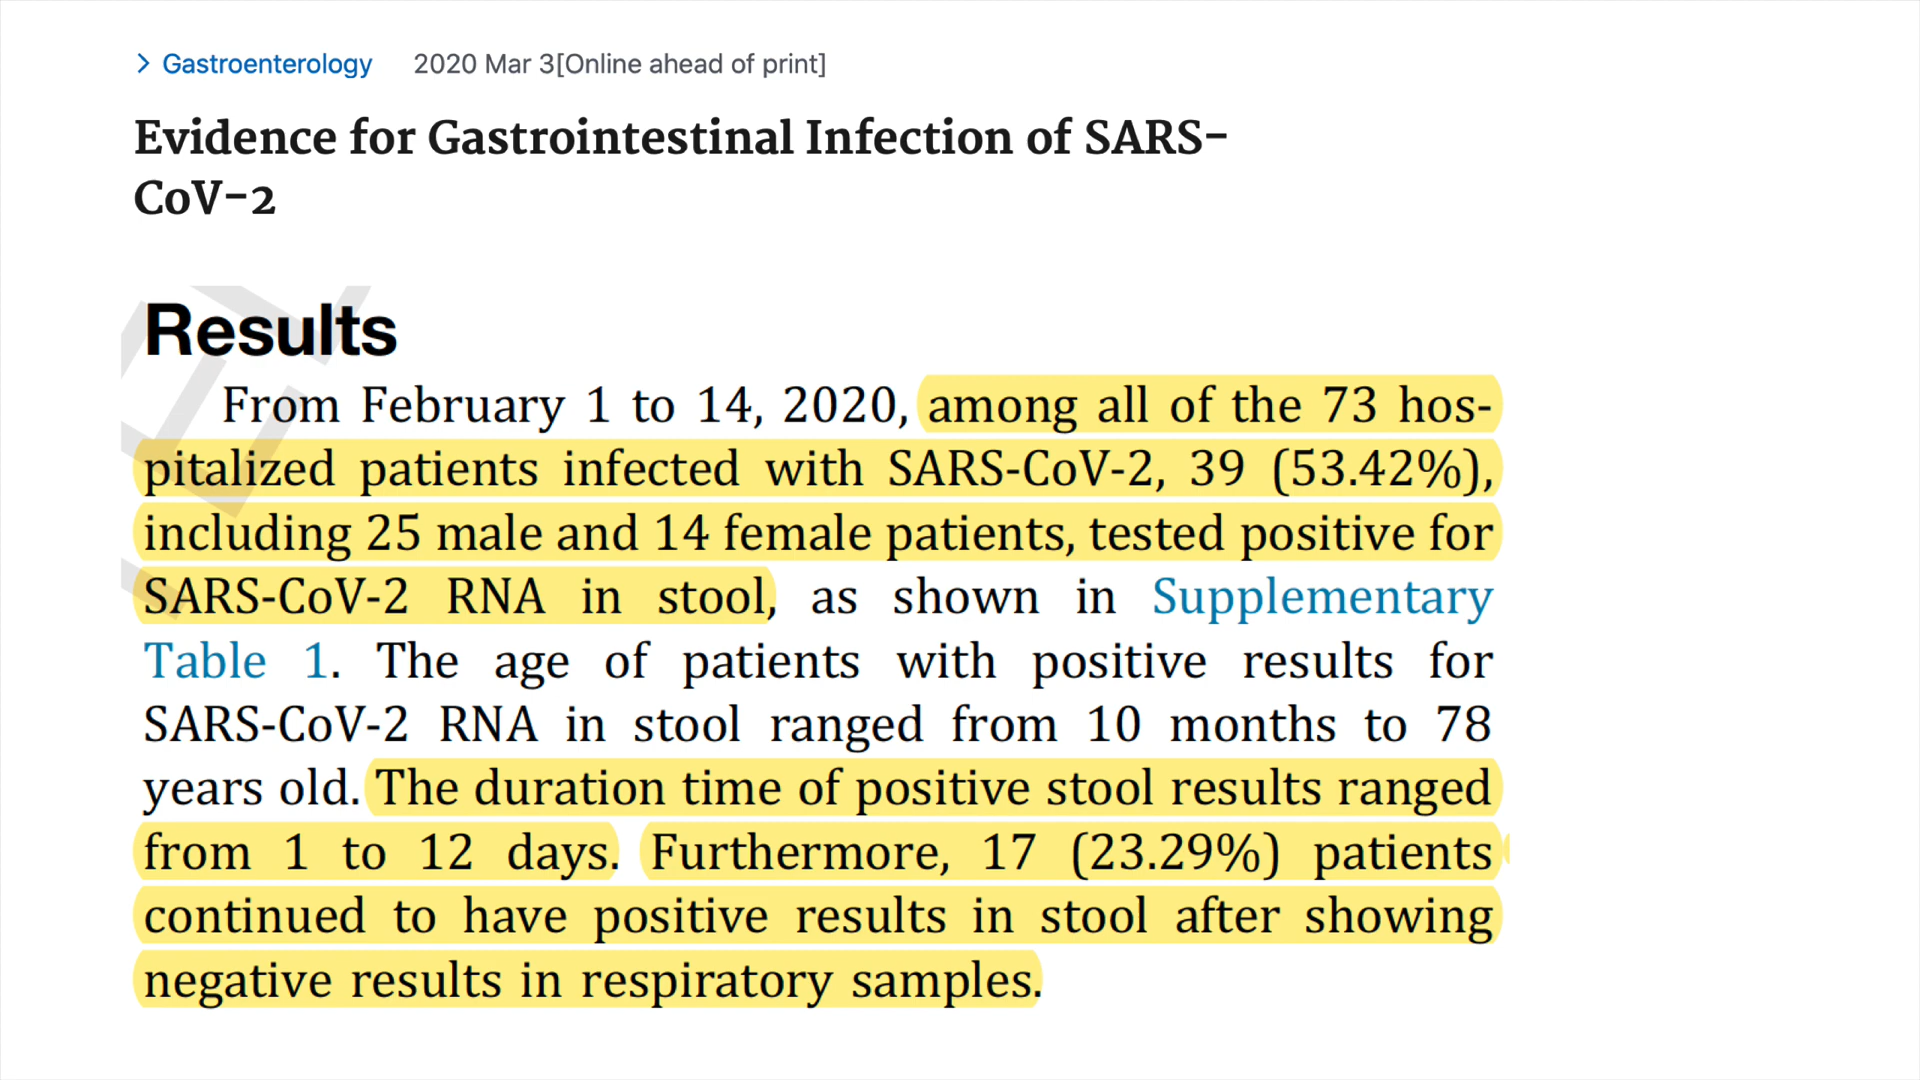 > Gastroenterology 2020 Mar 3[Online ahead of print]
Evidence for Gastrointestinal Infection of SARS-
CoV-2
Results
From February 1 to 14, 2020, among all of the 73 hos-
pitalized patients infected with SARS-CoV-2, 39 (53.42%),
including 25 male and 14 female patients, tested positive for
SARS-CoV-2 RNA in stool, as shown in Supplementary
Table 1. The age of patients with positive results for
SARS-CoV-2 RNA in stool ranged from 10 months to 78
years old. The duration time of positive stool results ranged
from 1 to 12 days. Furthermore, 17 (23.29%) patients
continued to have positive results in stool after showing
negative results in respiratory samples.